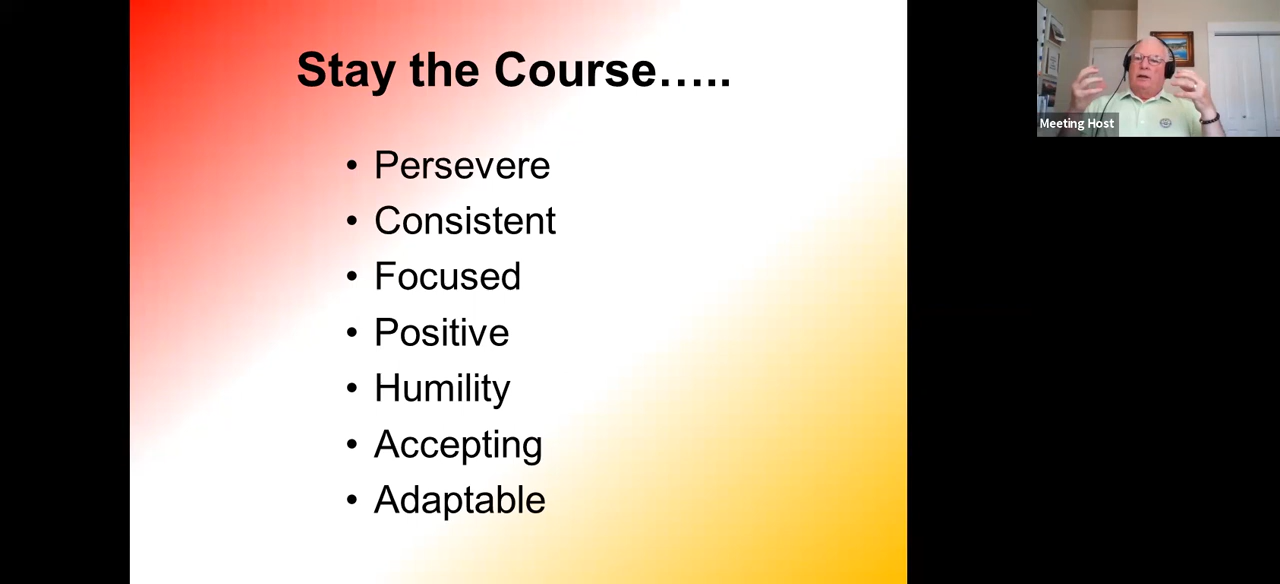 Stay the Course…..
• Persevere
• Consistent
• Focused
• Positive
• Humility
• Accepting
• Adaptable
Meeting Host